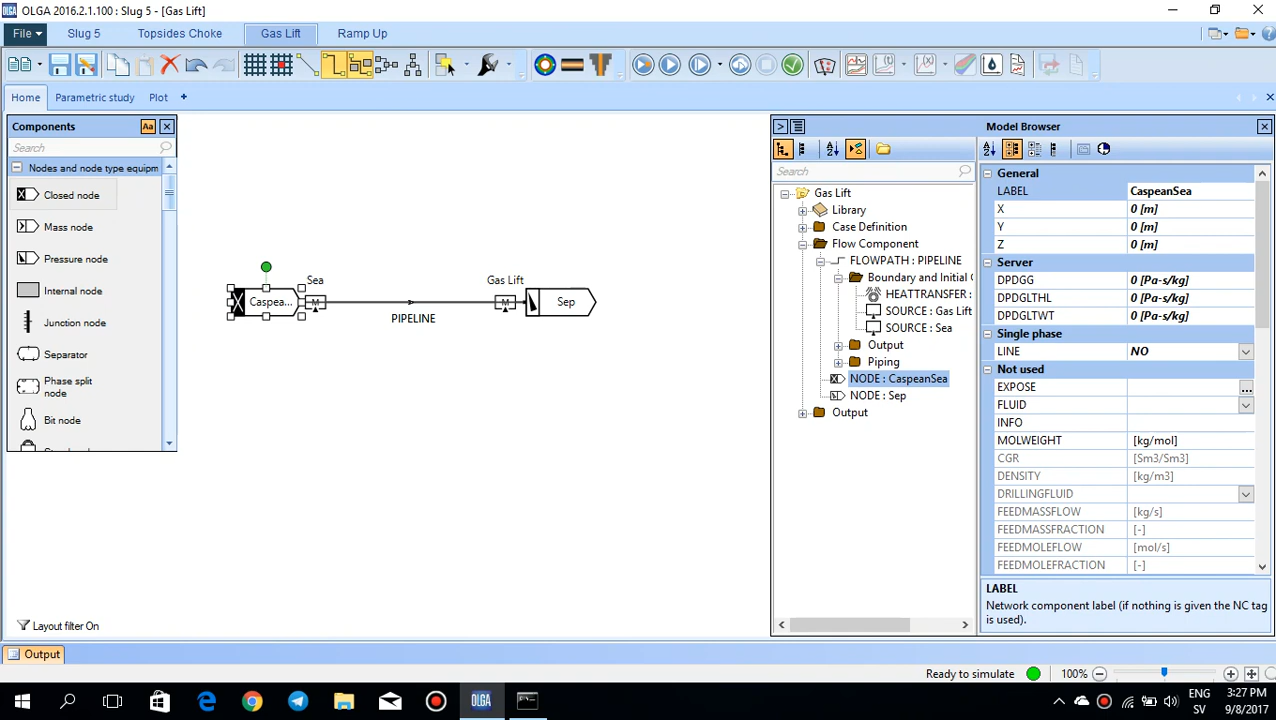 OLGA 2016.2.1.100 : Slug 5 - [Gas Lift]
File
Slug 5
Topsides Choke
Gas Lift
Ramp Up
Home
Parametric study
Plot
Components
Aa
Search
Nodes and node type equipm
Closed node
Mass node
Pressure node
Internal node
Junction node
Separator
Phase split
node
Bit node
Sea
Gas Lift
Caspea...
M
M
Sep
PIPELINE
Layout filter On
Model Browser
Search
Gas Lift
Library
Case Definition
Flow Component
FLOWPATH : PIPELINE
Boundary and Initial C
HEATTRANSFER :
SOURCE : Gas Lift
SOURCE : Sea
Output
Piping
NODE : CaspeanSea
NODE : Sep
Output
General
LABEL CaspeanSea
X 0 [m]
Y 0 [m]
Z 0 [m]
Server
DPDGG 0 [Pa-s/kg]
DPDGTHL 0 [Pa-s/kg]
DPDGLTWT 0 [Pa-s/kg]
Single phase
LINE NO
Not used
EXPOSE ...
FLUID
INFO
MOLWEIGHT [kg/mol]
CGR [Sm3/Sm3]
DENSITY [kg/m3]
DRILLINGFLUID
FEEDMASSFLOW [kg/s]
FEEDMASSFRACTION [-]
FEEDMOLEFLOW [mol/s]
FEEDMOLEFRACTION [-]
LABEL
Network component label (if nothing is given the NC tag
is used).
Output
Ready to simulate
100%
OLGA
ENG
SV
5:27 PM
9/8/2017